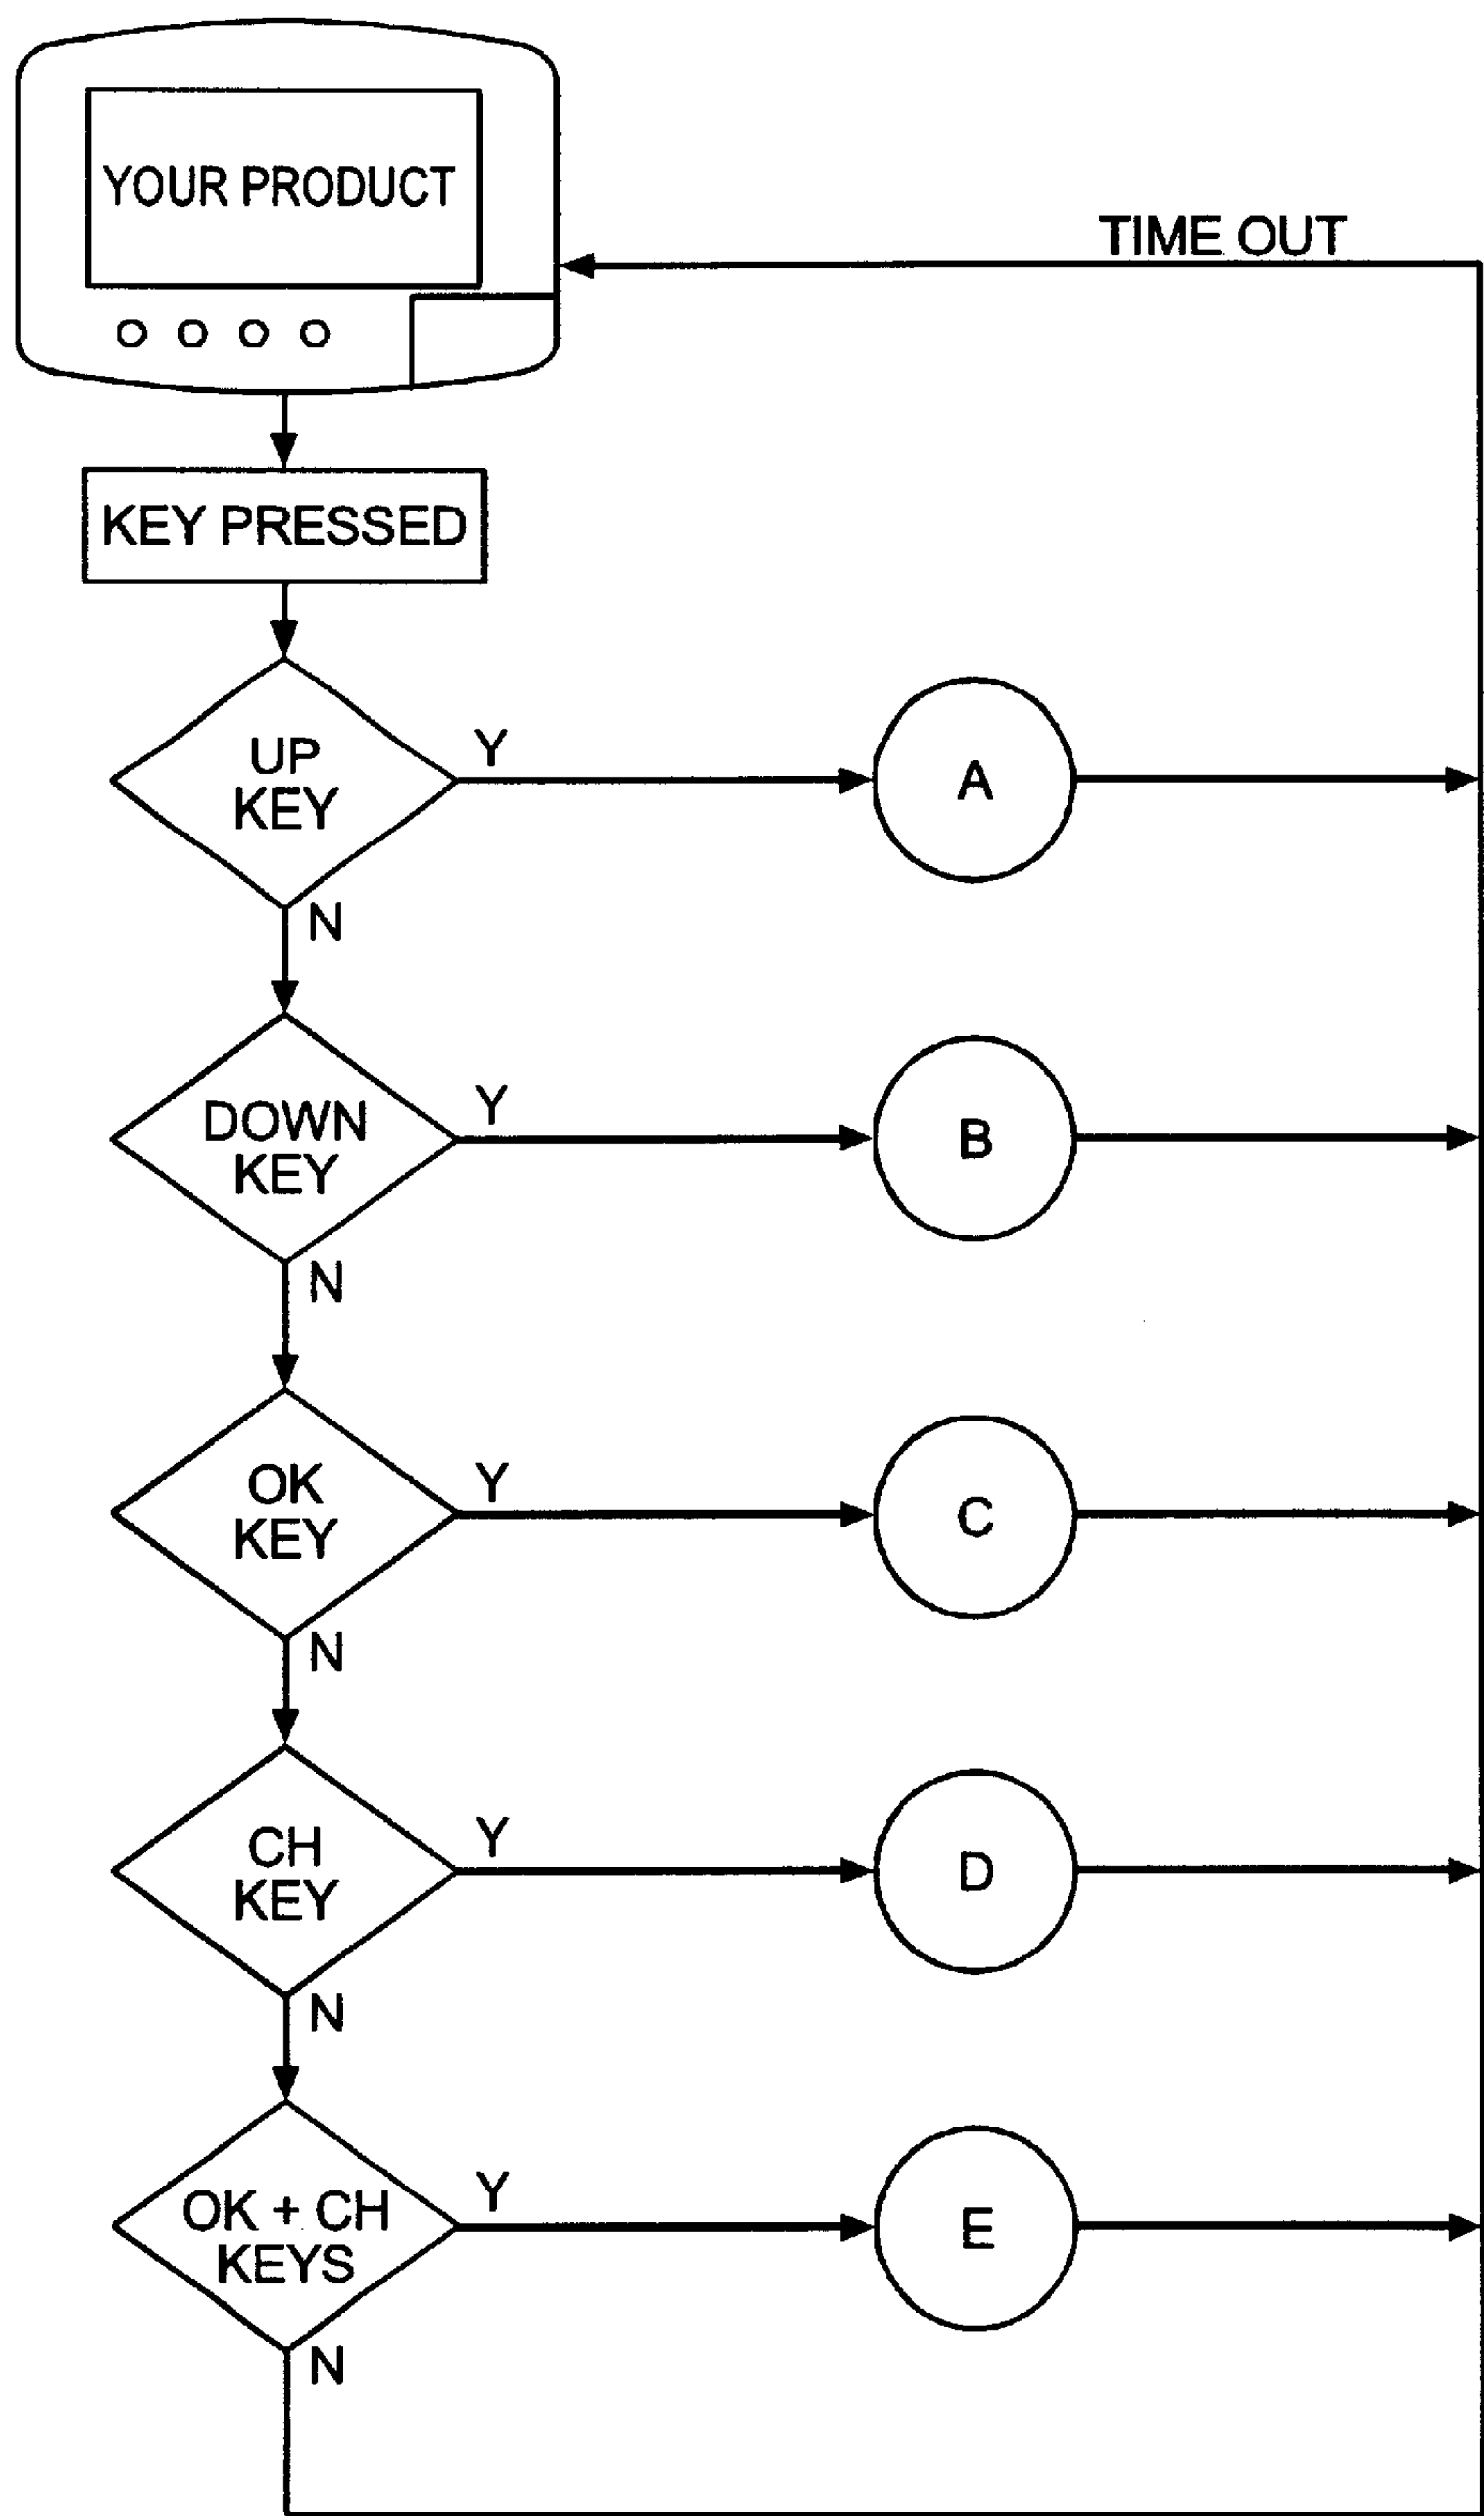 YOUR PRODUCT
TIME OUT
KEY PRESSED
UP
KEY
Y
A
N
DOWN
KEY
Y
B
N
OK
KEY
Y
C
N
CH
KEY
Y
D
N
OK + CH
KEYS
Y
E
N